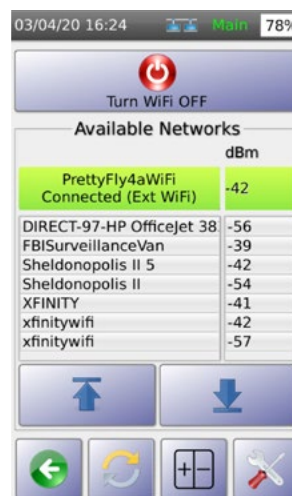 03/04/20 16:24 Main 78%
Turn WiFi OFF
Available Networks
dBm
PrettyFly4aWiFi
Connected (Ext WiFi) -42
DIRECT-97-HP OfficeJet 38 -56
FBISurveillanceVan -39
Sheldonopolis II 5 -42
Sheldonopolis II -54
XFINITY -41
xfinitywifi -42
xfinitywifi -57